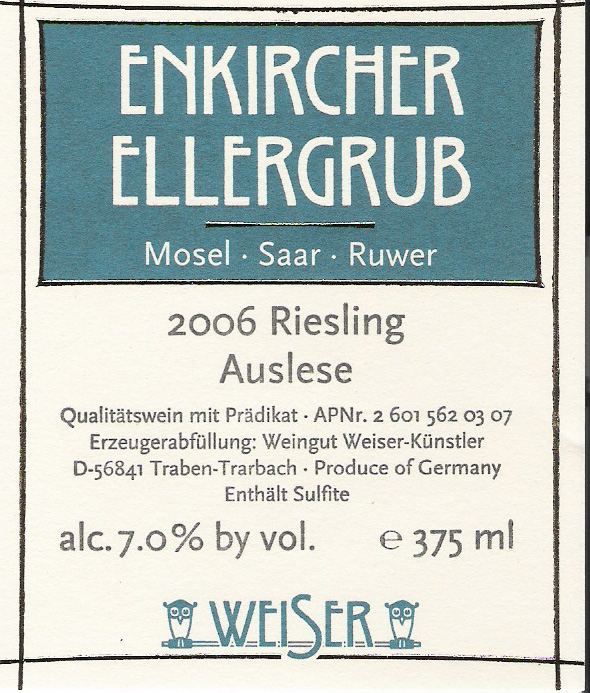 ENKIRCHER
ELLERGRUB
Mosel · Saar · Ruwer
2006 Riesling
Auslese
Qualitätswein mit Prädikat · APNr. 2 601 562 03 07
Erzeugerabfüllung: Weingut Weiser-Künstler
D-56841 Traben-Trarbach · Produce of Germany
Enthält Sulfite
alc. 7.0% by vol. ℮ 375 ml
WEISER